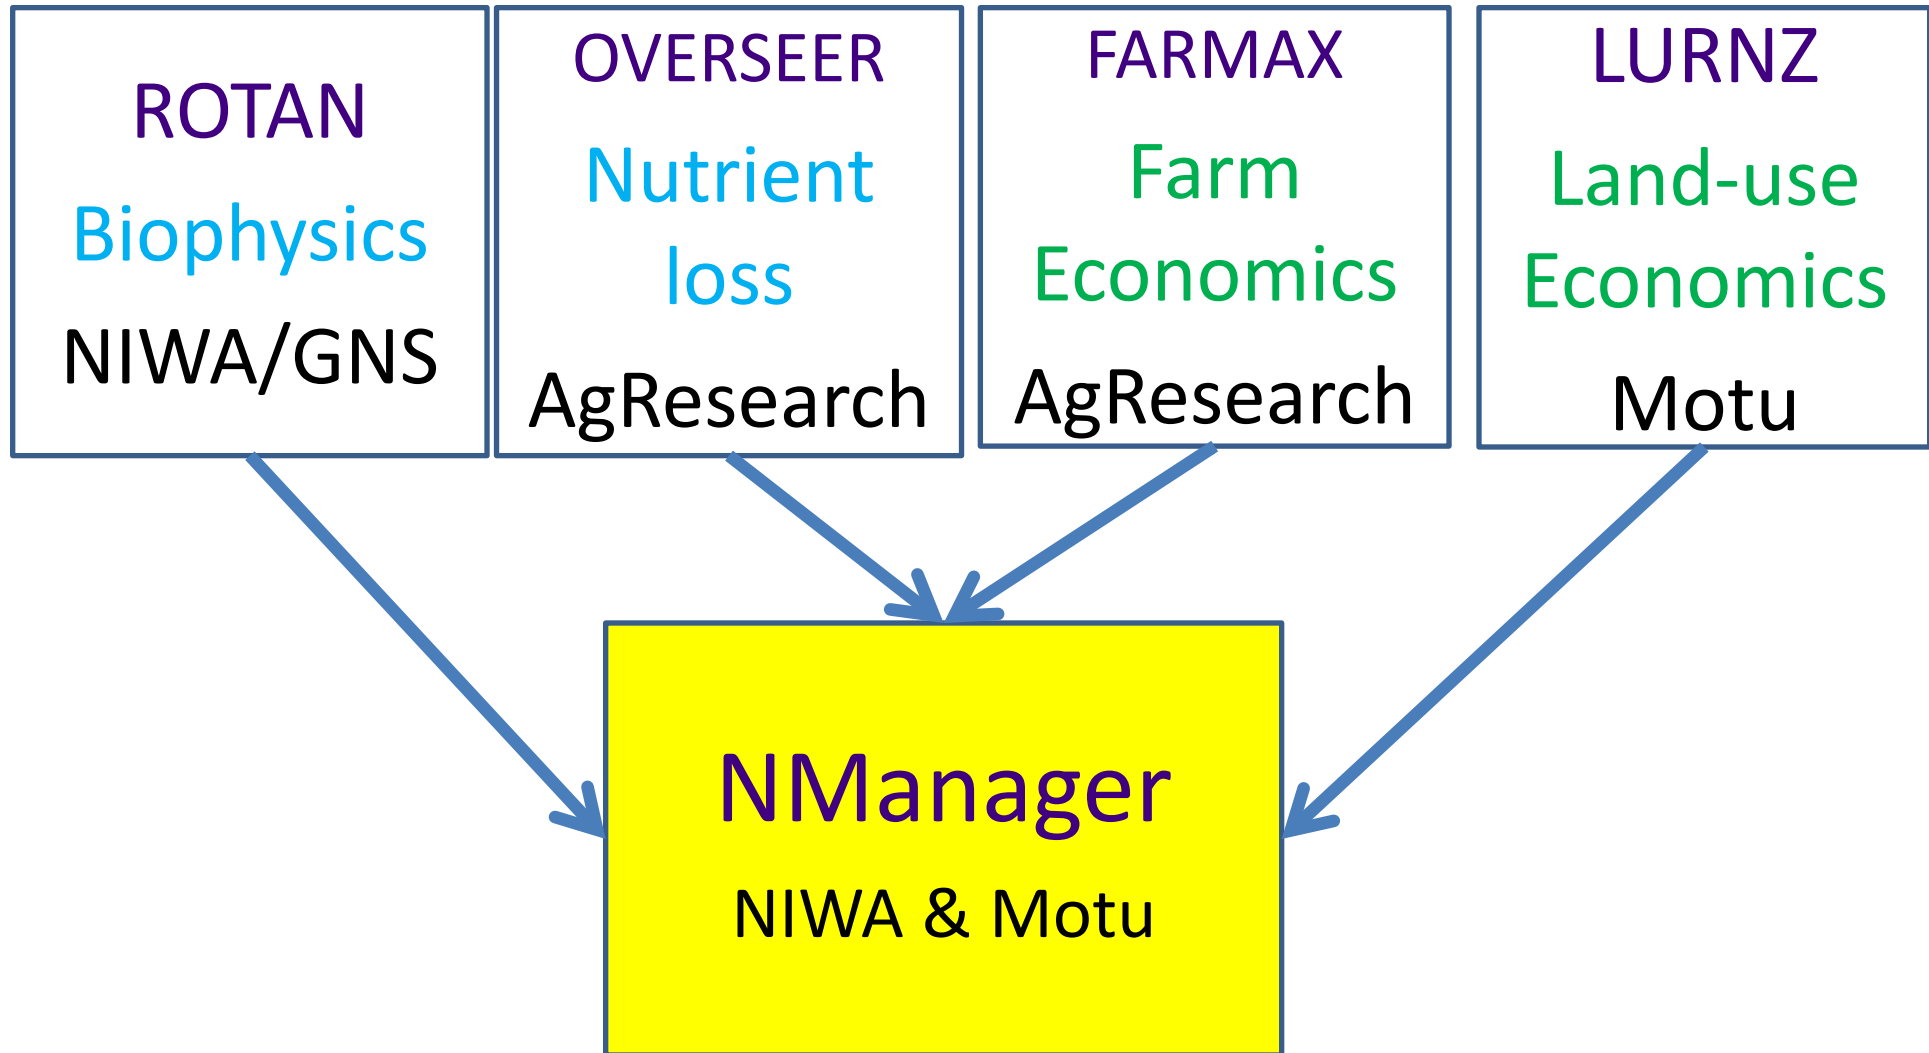 ROTAN
Biophysics
NIWA/GNS
OVERSEER
Nutrient
loss
AgResearch
FARMAX
Farm
Economics
AgResearch
LURNZ
Land-use
Economics
Motu
NManager
NIWA & Motu